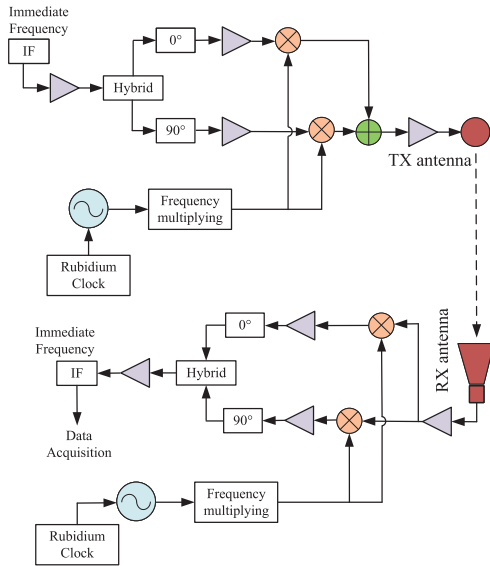 Immediate
Frequency
IF
Hybrid
0°
90°
TX antenna
Frequency
multiplying
Rubidium
Clock
RX antenna
0°
Immediate
Frequency
IF
Hybrid
90°
Data
Acquisition
Frequency
multiplying
Rubidium
Clock